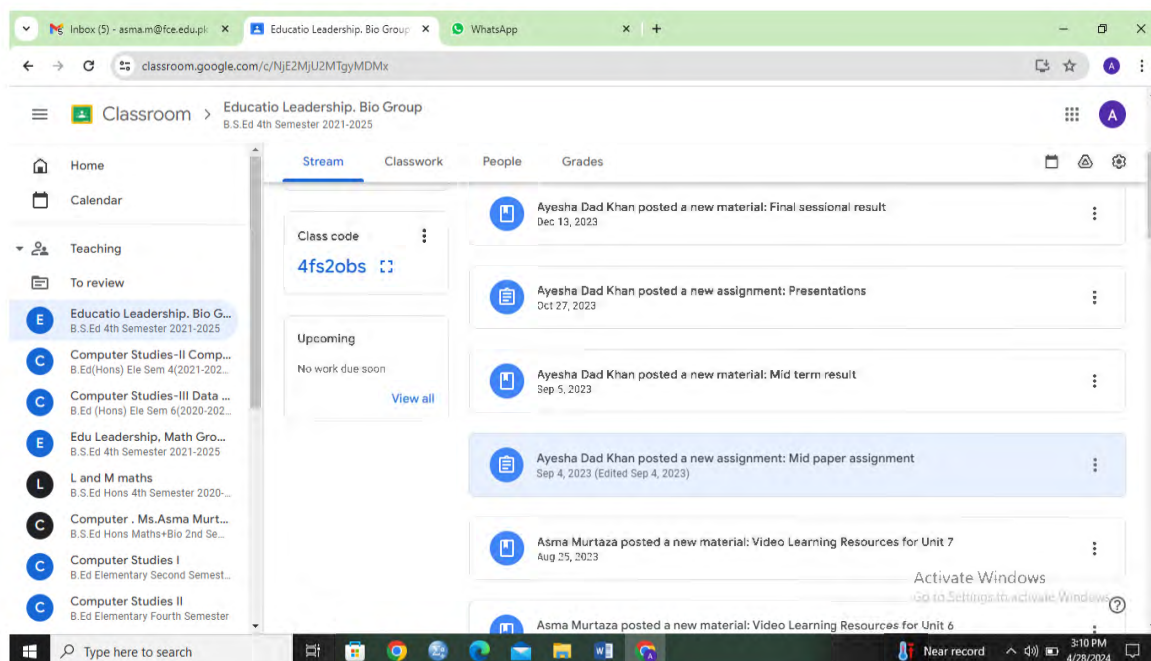 Inbox (5) - asma.m@fce.edu.pk
Educatio Leadership. Bio Group
WhatsApp
classroom.google.com/c/NjE2MjU2MTgyMDMx
A
Classroom
Educatio Leadership. Bio Group
B.S.Ed 4th Semester 2021-2025
A
Home
Calendar
Teaching
To review
E
Educatio Leadership. Bio G...
B.S.Ed 4th Semester 2021-2025
C
Computer Studies-II Comp...
B.Ed(Hons) Ele Sem 4(2021-202...
C
Computer Studies-III Data ...
B.Ed (Hons) Ele Sem 6(2020-202...
E
Edu Leadership, Math Gro...
B.S.Ed 4th Semester 2021-2025
L
L and M maths
B.S.Ed Hons 4th Semester 2020-...
C
Computer . Ms.Asma Murt...
B.S.Ed Hons Maths+Bio 2nd Se...
C
Computer Studies I
B.Ed Elementary Second Semest...
C
Computer Studies II
B.Ed Elementary Fourth Semester
Stream Classwork People Grades
Class code
4fs2obs
Upcoming
No work due soon
View all
Ayesha Dad Khan posted a new material: Final sessional result
Dec 13, 2023
Ayesha Dad Khan posted a new assignment: Presentations
Oct 27, 2023
Ayesha Dad Khan posted a new material: Mid term result
Sep 5, 2023
Ayesha Dad Khan posted a new assignment: Mid paper assignment
Sep 4, 2023 (Edited Sep 4, 2023)
Asma Murtaza posted a new material: Video Learning Resources for Unit 7
Aug 25, 2023
Asma Murtaza posted a new material: Video Learning Resources for Unit 6
Activate Windows
Go to Settings to activate Windows.
Type here to search
Near record
3:10 PM
4/28/2024